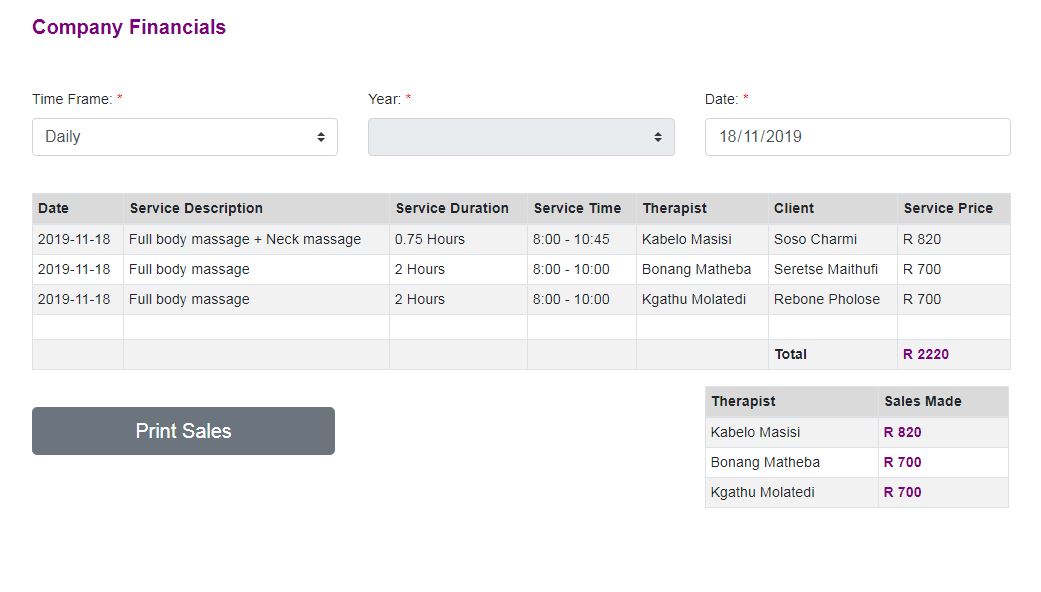 Company Financials
Time Frame: * Year: * Date: *
Daily 18/11/2019
Date Service Description Service Duration Service Time Therapist Client Service Price
2019-11-18 Full body massage + Neck massage 0.75 Hours 8:00 - 10:45 Kabelo Masisi Soso Charmi R 820
2019-11-18 Full body massage 2 Hours 8:00 - 10:00 Bonang Matheba Seretse Maithufi R 700
2019-11-18 Full body massage 2 Hours 8:00 - 10:00 Kgathu Molatedi Rebone Pholose R 700
Total R 2220
Print Sales
Therapist Sales Made
Kabelo Masisi R 820
Bonang Matheba R 700
Kgathu Molatedi R 700